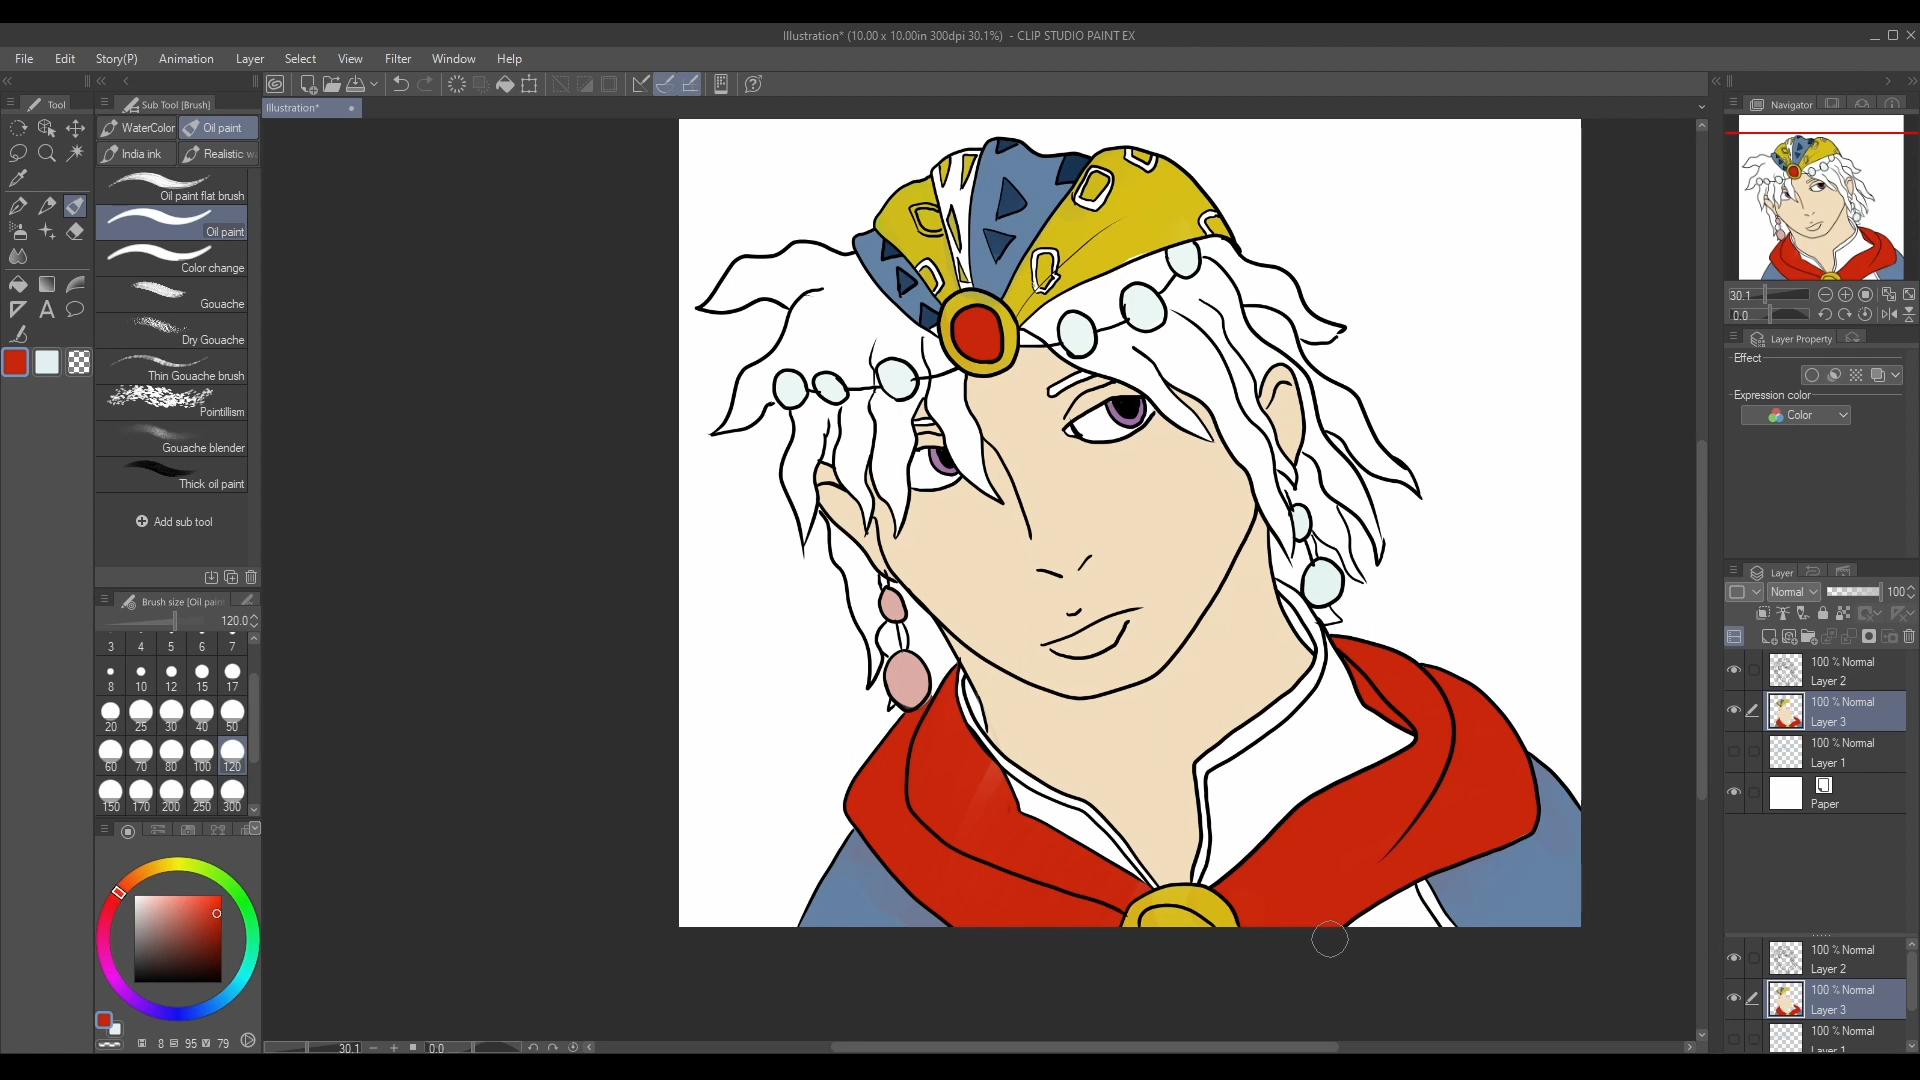 Illustration* (10.00 x 10.00in 300dpi 30.1%) - CLIP STUDIO PAINT EX
File Edit Story(P) Animation Layer Select View Filter Window Help
Tool
Sub Tool [Brush]
Illustration*
Navigator
WaterColor Oil paint
India ink Realistic
Oil paint flat brush
Oil paint
Color change
Gouache
Dry Gouache
Thin Gouache brush
Pointillism
Gouache blender
Thick oil paint
Add sub tool
Brush size [Oil pain
120.0
3 4 5 6 7
8 10 12 15 17
20 25 30 40 50
60 70 80 100 120
150 170 200 250 300
8 95 79
30.1 0.0
30.1
0.0
Layer Property
Effect
Expression color
Color
Layer
Normal 100
100 % Normal
Layer 2
100 % Normal
Layer 3
100 % Normal
Layer 1
Paper
100 % Normal
Layer 2
100 % Normal
Layer 3
100 % Normal
Layer 1